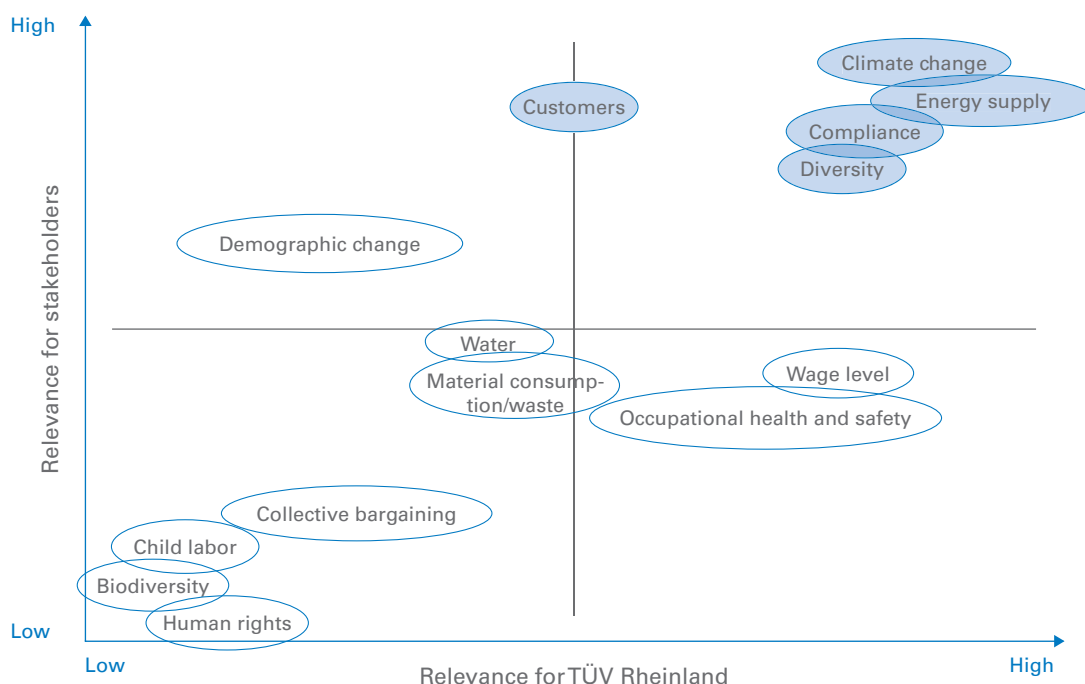 High
Climate change
Energy supply
Customers
Compliance
Diversity
Relevance for stakeholders
Demographic change
Water
Wage level
Material consump-
tion/waste
Occupational health and safety
Collective bargaining
Child labor
Biodiversity
Human rights
Low
Low
High
Relevance for TÜV Rheinland